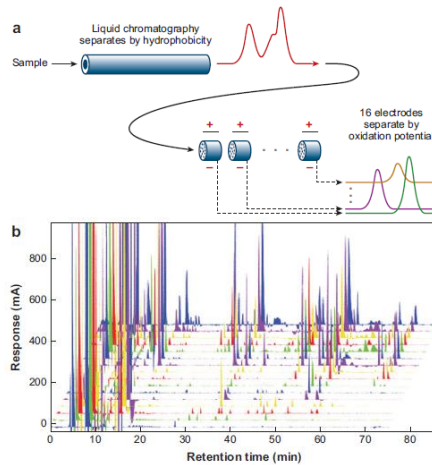 a
Liquid chromatography
separates by hydrophobicity
Sample
16 electrodes
separate by
oxidation potential
+ + +
. . .
− −
b
Response (mA)
800
600
400
200
0
0 10 20 30 40 50 60 70 80
Retention time (min)